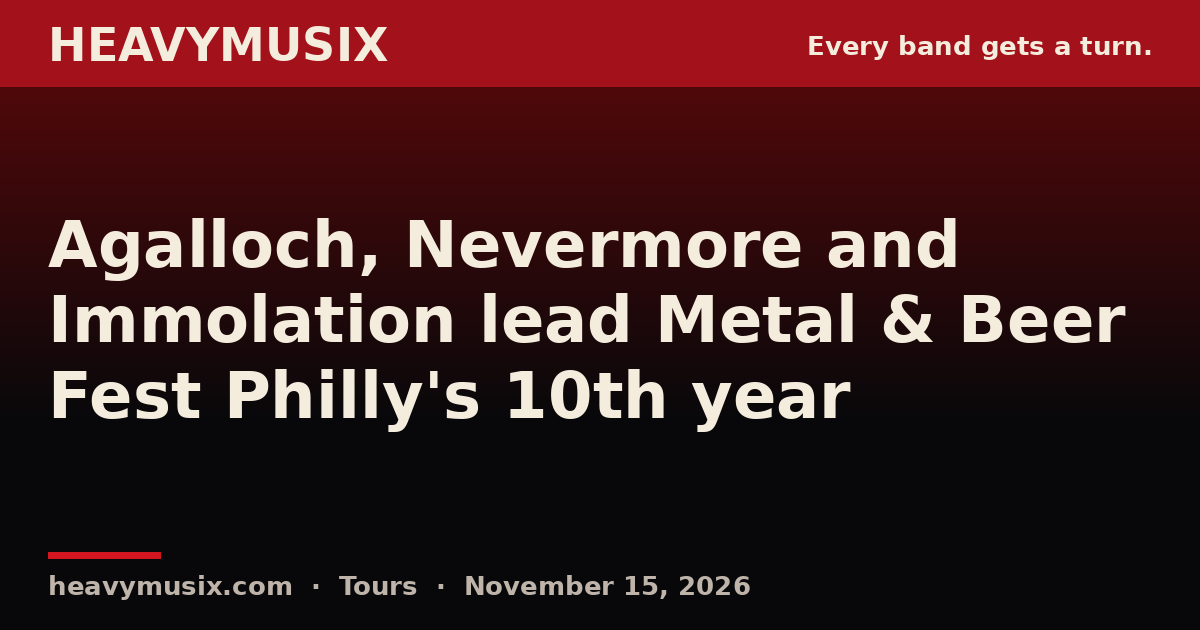 HEAVYMUSIX
Every band gets a turn.
Agalloch, Nevermore and
Immolation lead Metal & Beer
Fest Philly's 10th year
heavymusix.com · Tours · November 15, 2026